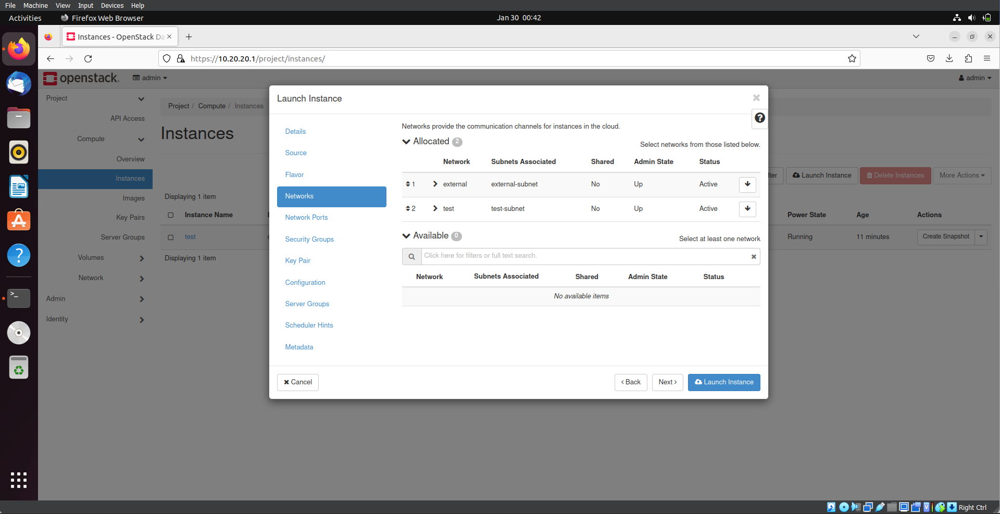 File Machine View Input Devices Help
Activities Firefox Web Browser Jan 30 00:42
Instances - OpenStack Da
https://10.20.20.1/project/instances/
openstack. admin admin
Project
API Access
Compute
Overview
Instances
Images
Key Pairs
Server Groups
Volumes
Network
Admin
Identity
Project / Compute / Instances
Instances
lter Launch Instance Delete Instances More Actions
Displaying 1 item
Instance Name Power State Age Actions
test Running 11 minutes Create Snapshot
Displaying 1 item
Launch Instance
Details
Source
Flavor
Networks
Network Ports
Security Groups
Key Pair
Configuration
Server Groups
Scheduler Hints
Metadata
Networks provide the communication channels for instances in the cloud.
Allocated 2
Select networks from those listed below.
Network Subnets Associated Shared Admin State Status
1 external external-subnet No Up Active
2 test test-subnet No Up Active
Available 0
Select at least one network
Click here for filters or full text search.
Network Subnets Associated Shared Admin State Status
No available items
Cancel Back Next Launch Instance
Right Ctrl